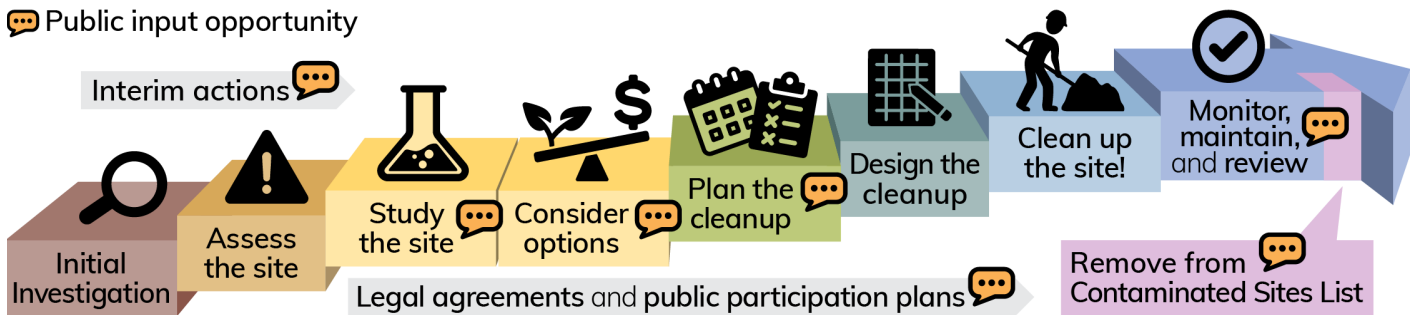 Public input opportunity
Interim actions
Initial
Investigation
Assess
the site
Study
the site
Consider
options
Plan the
cleanup
Design the
cleanup
Clean up
the site!
Monitor,
maintain,
and review
Legal agreements and public participation plans
Remove from
Contaminated Sites List